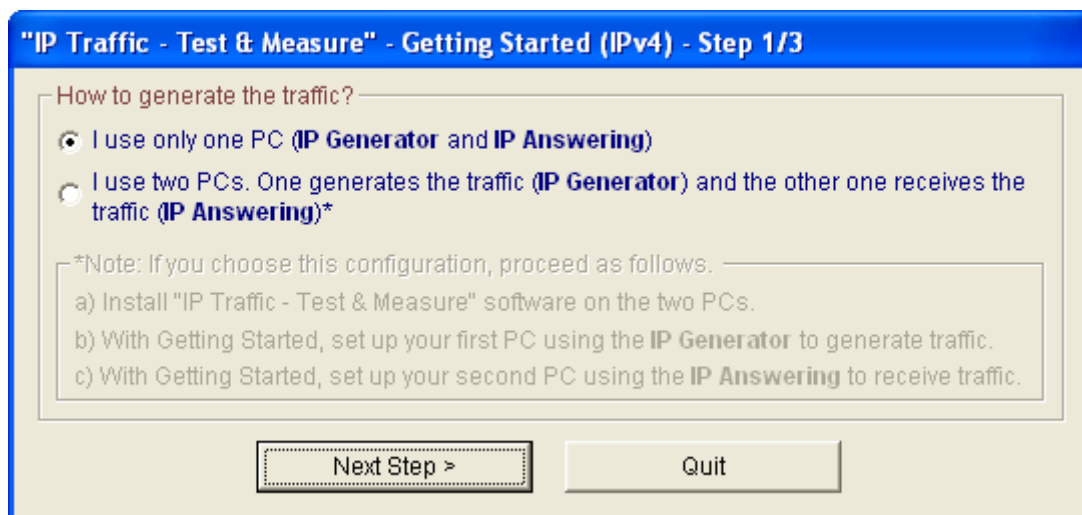 "IP Traffic - Test & Measure" - Getting Started (IPv4) - Step 1/3
How to generate the traffic?
I use only one PC (IP Generator and IP Answering)
I use two PCs. One generates the traffic (IP Generator) and the other one receives the
traffic (IP Answering)*
*Note: If you choose this configuration, proceed as follows.
a) Install "IP Traffic - Test & Measure" software on the two PCs.
b) With Getting Started, set up your first PC using the IP Generator to generate traffic.
c) With Getting Started, set up your second PC using the IP Answering to receive traffic.
Next Step >
Quit